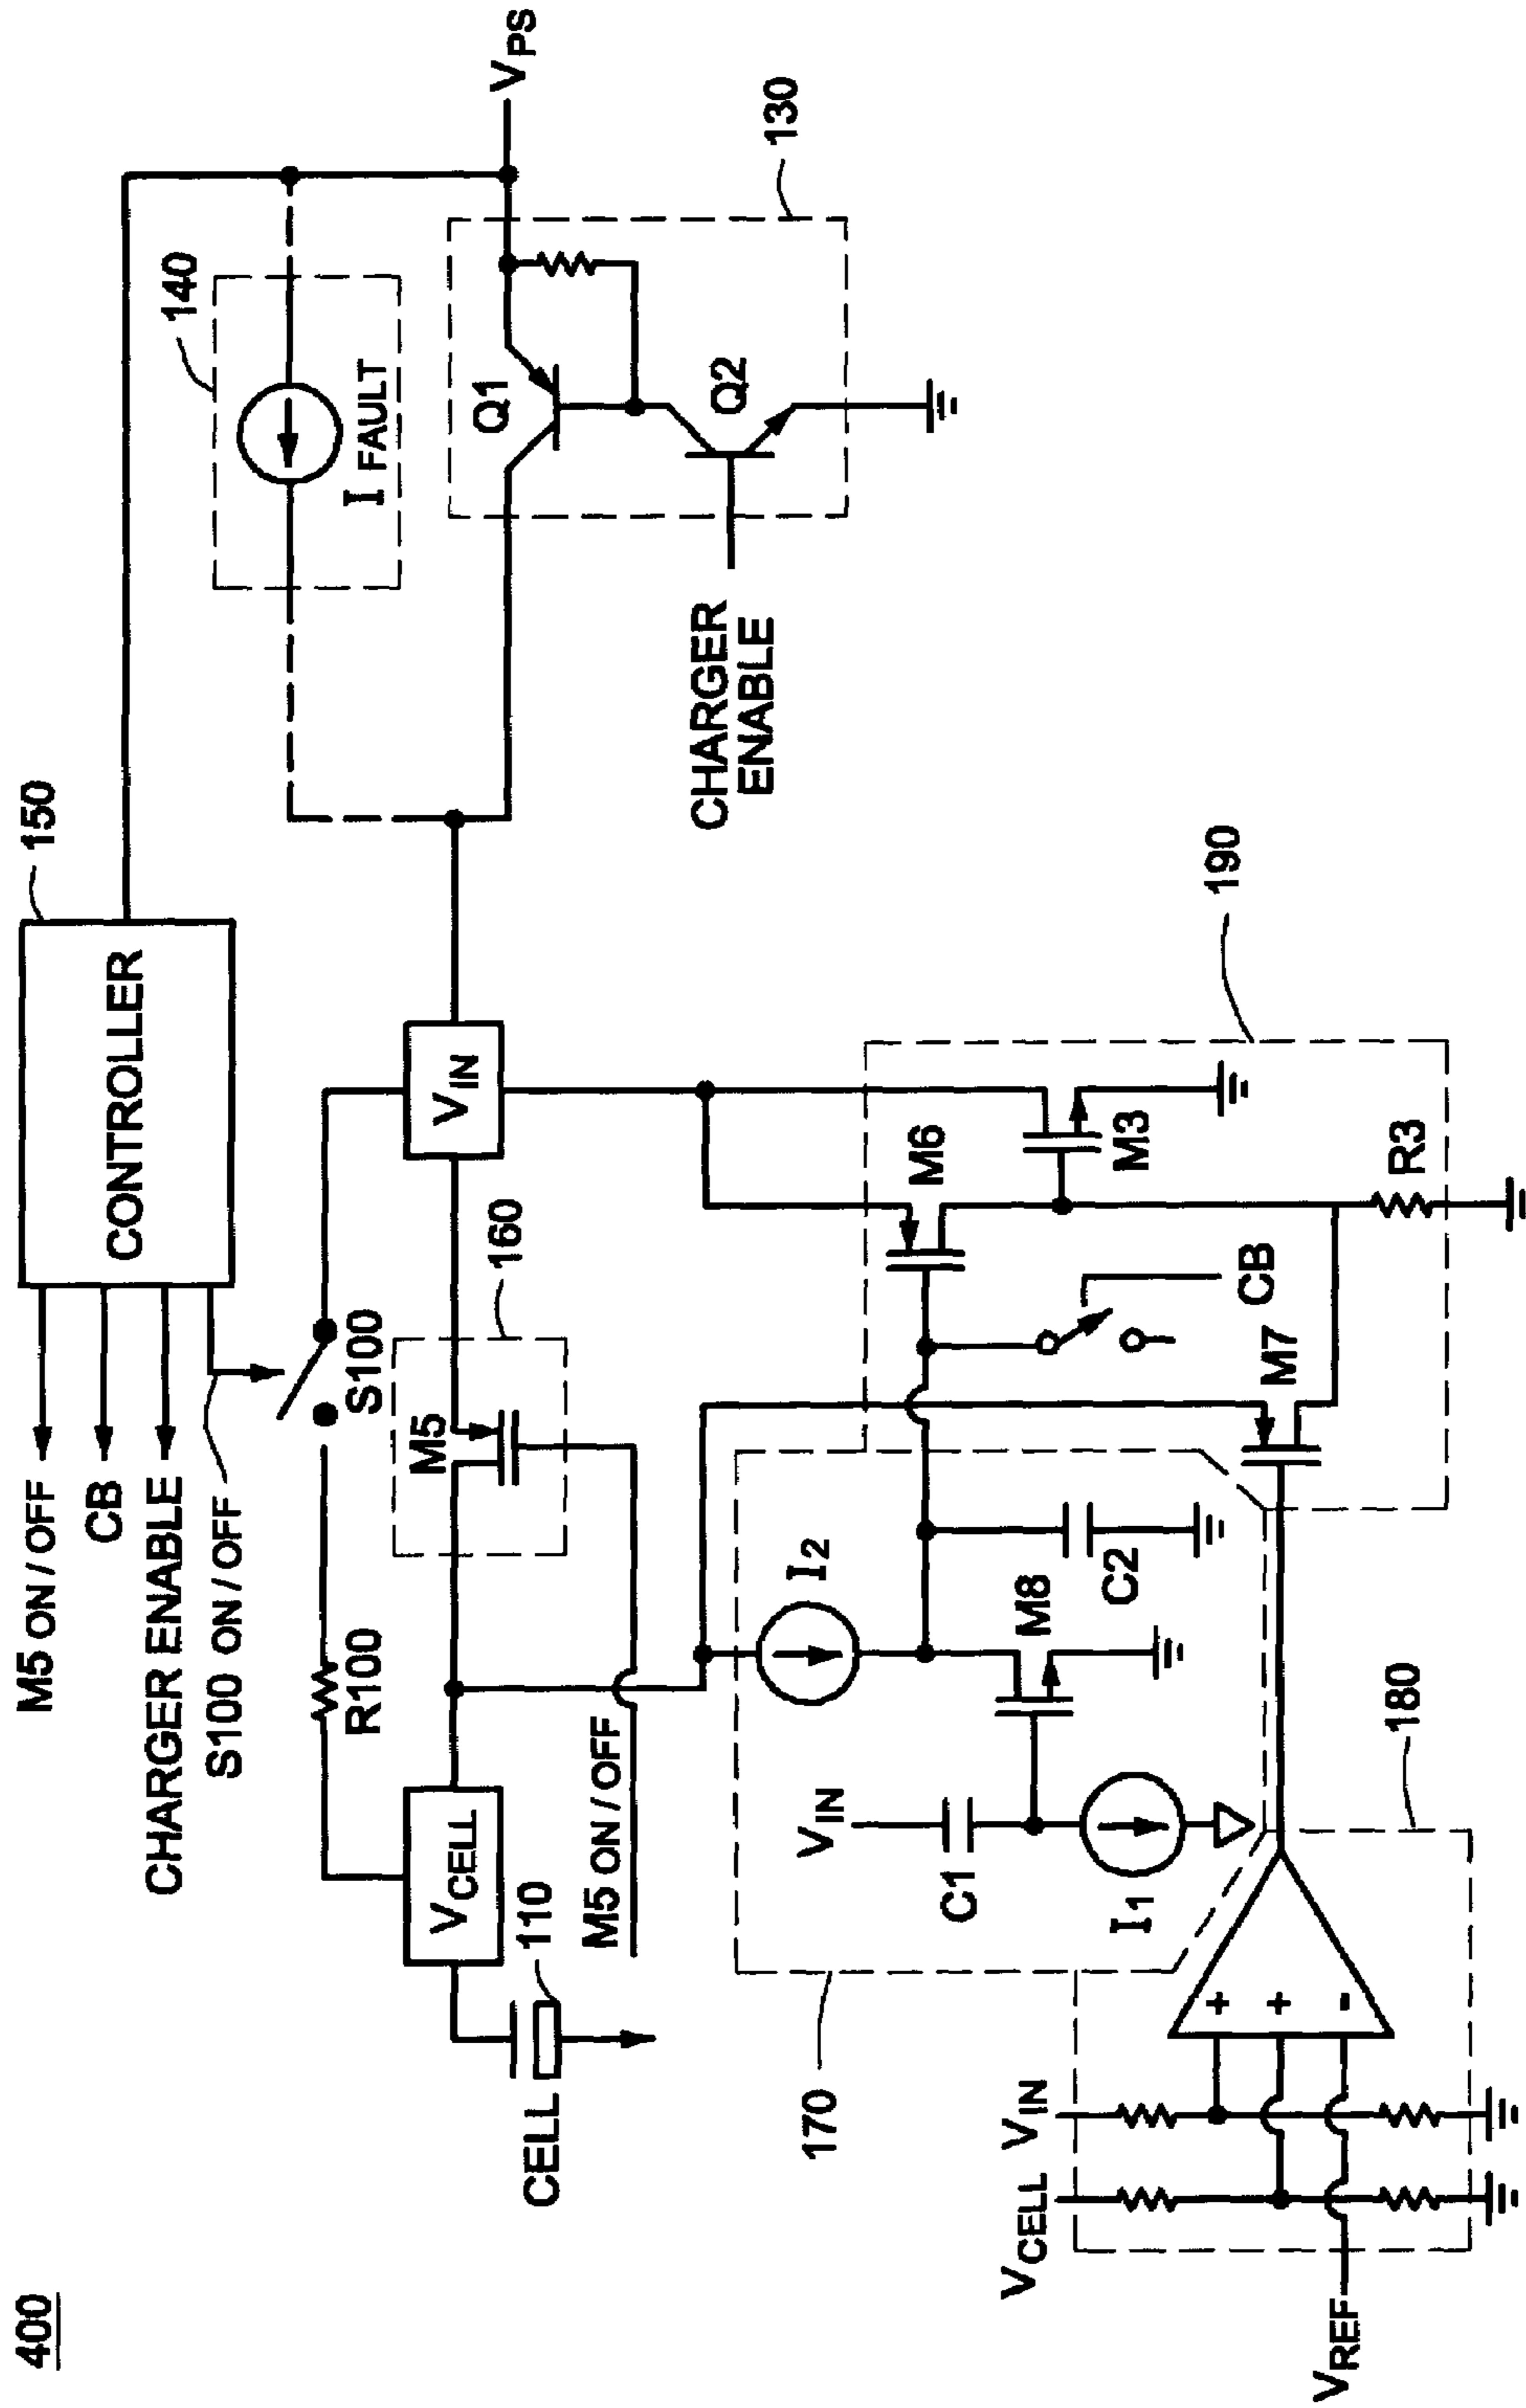 400
M5 ON / OFF
CB
CHARGER ENABLE
S100 ON / OFF
CONTROLLER
150
R100
S100
140
I FAULT
VCELL
CELL
110
M5
160
VIN
VPS
Q1
Q2
130
CHARGER
ENABLE
M5 ON / OFF
170
VIN
C1
I1
I2
M8
C2
M6
M3
CB
M7
R3
190
180
VCELL
VIN
VREF
+
+
-